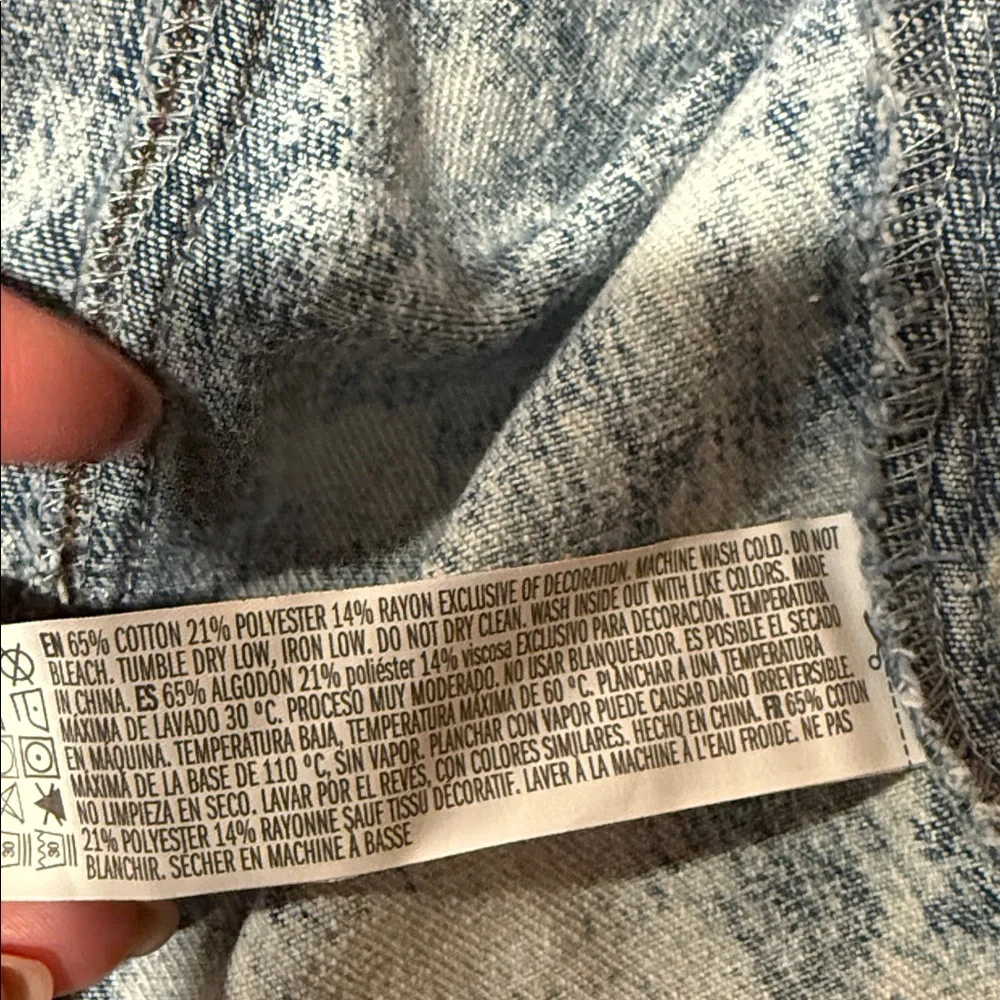 EN 65% COTTON 21% POLYESTER 14% RAYON EXCLUSIVE OF DECORATION. MACHINE WASH COLD. DO NOT
BLEACH. TUMBLE DRY LOW, IRON LOW. DO NOT DRY CLEAN. WASH INSIDE OUT WITH LIKE COLORS. MADE
IN CHINA. ES 65% ALGODÓN 21% poliéster 14% viscosa EXCLUSIVO PARA DECORACIÓN. TEMPERATURA
MÁXIMA DE LAVADO 30 °C. PROCESO MUY MODERADO. NO USAR BLANQUEADOR. ES POSIBLE EL SECADO
EN MÁQUINA. TEMPERATURA BAJA, TEMPERATURA MÁXIMA DE 60 °C. PLANCHAR A UNA TEMPERATURA
MÁXIMA DE LA BASE DE 110 °C, SIN VAPOR. PLANCHAR CON VAPOR PUEDE CAUSAR DAÑO IRREVERSIBLE.
NO LIMPIEZA EN SECO. LAVAR POR EL REVÉS, CON COLORES SIMILARES. HECHO EN CHINA. FR 65% COTON
21% POLYESTER 14% RAYONNE SAUF TISSU DÉCORATIF. LAVER À LA MACHINE À L'EAU FROIDE. NE PAS
BLANCHIR. SÉCHER EN MACHINE À BASSE
30
30